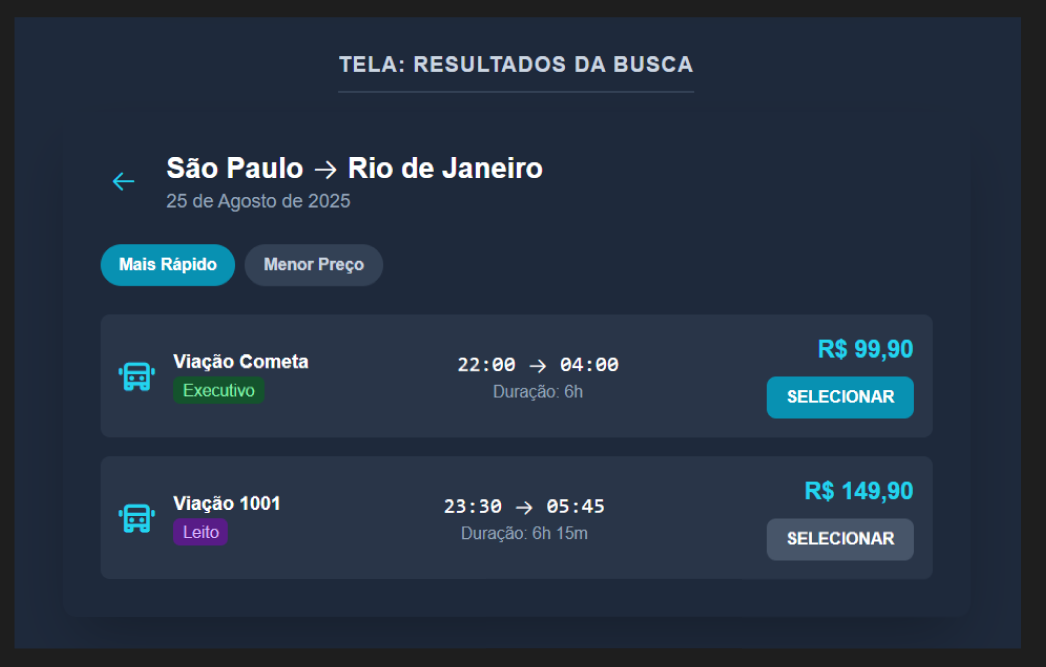 TELA: RESULTADOS DA BUSCA
São Paulo → Rio de Janeiro
25 de Agosto de 2025
Mais Rápido
Menor Preço
Viação Cometa
Executivo
22:00 → 04:00
Duração: 6h
R$ 99,90
SELECIONAR
Viação 1001
Leito
23:30 → 05:45
Duração: 6h 15m
R$ 149,90
SELECIONAR